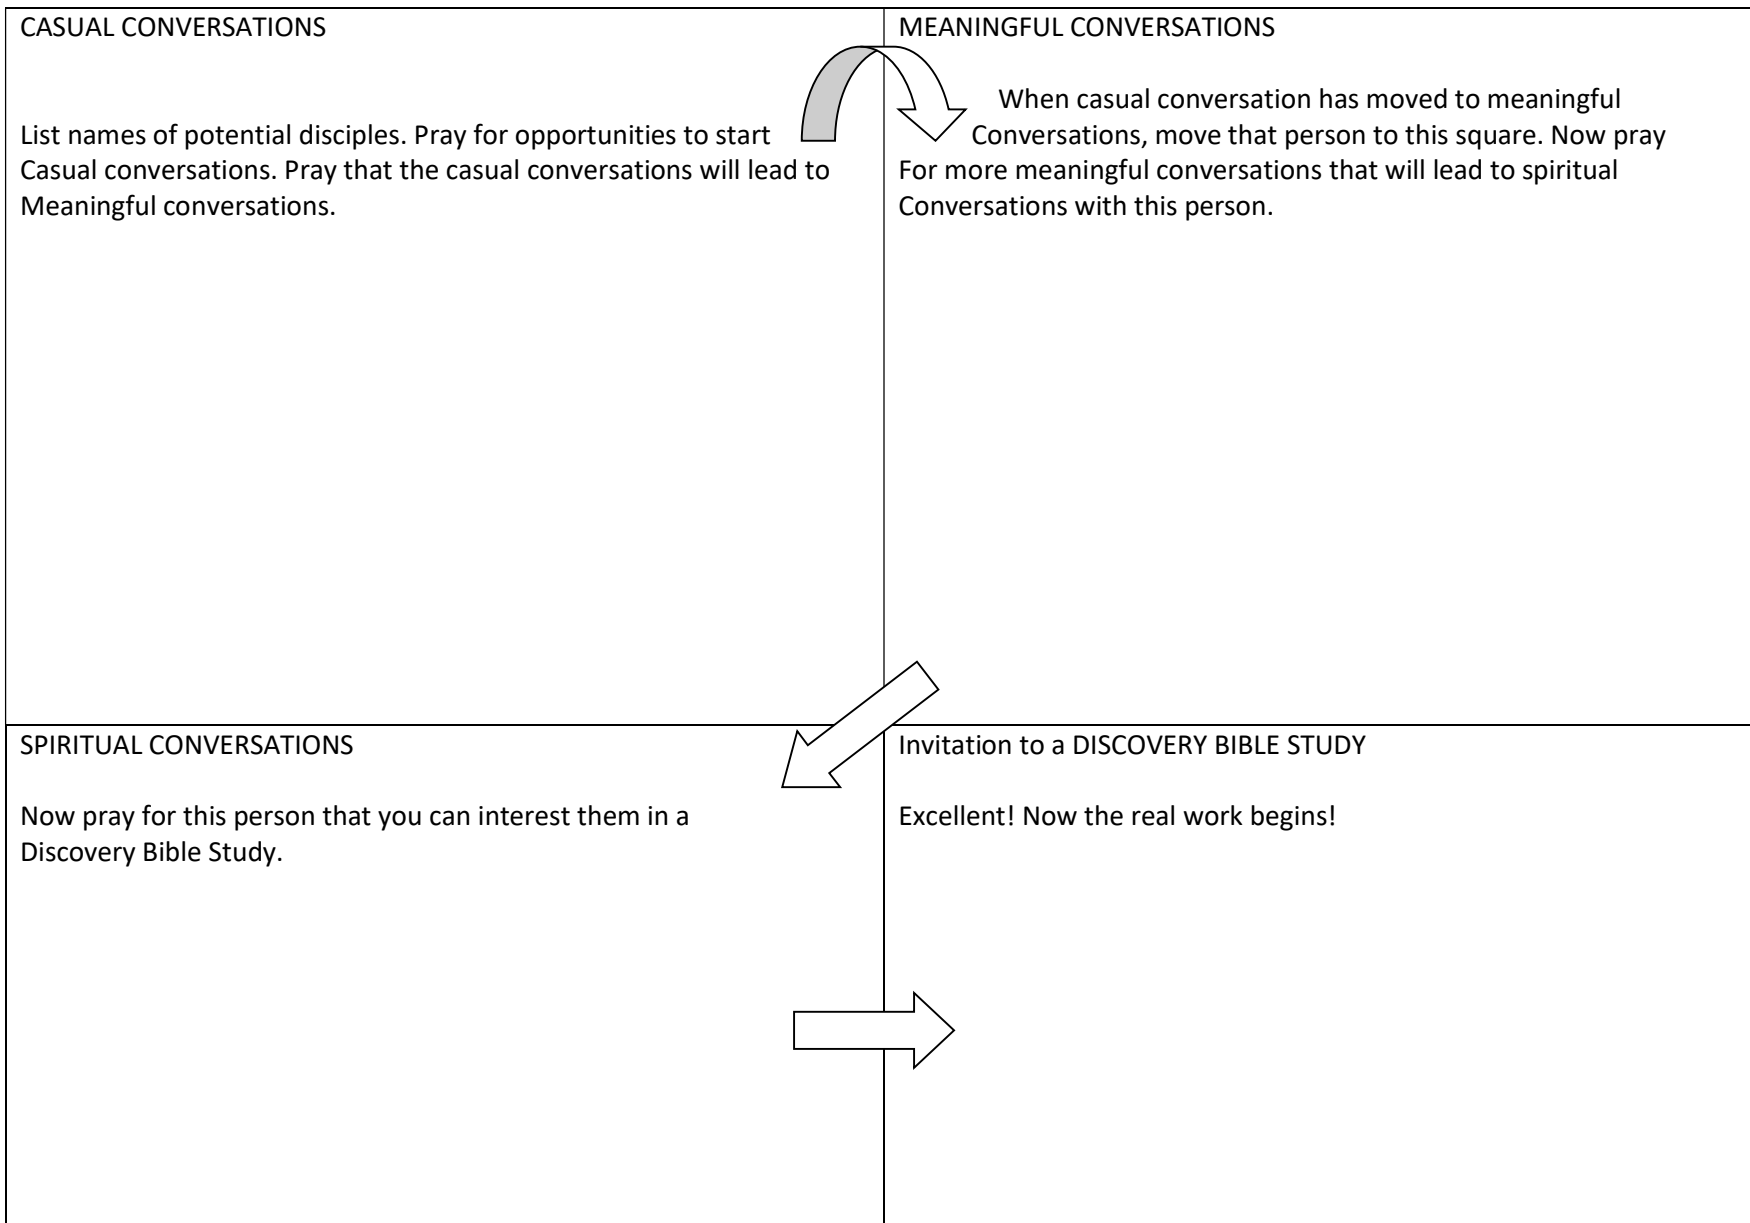 CASUAL CONVERSATIONS
List names of potential disciples. Pray for opportunities to start
Casual conversations. Pray that the casual conversations will lead to
Meaningful conversations.
MEANINGFUL CONVERSATIONS
When casual conversation has moved to meaningful
Conversations, move that person to this square. Now pray
For more meaningful conversations that will lead to spiritual
Conversations with this person.
SPIRITUAL CONVERSATIONS
Now pray for this person that you can interest them in a
Discovery Bible Study.
Invitation to a DISCOVERY BIBLE STUDY
Excellent! Now the real work begins!